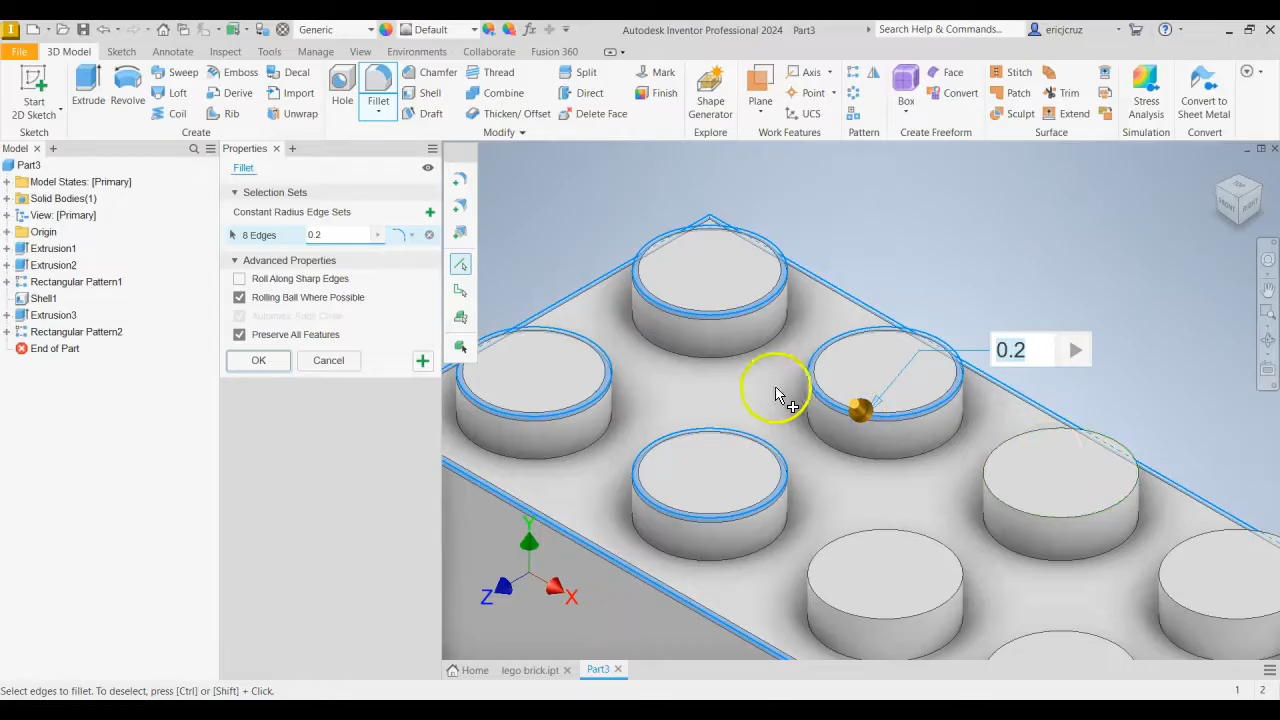 Generic
Default
Autodesk Inventor Professional 2024 Part3
Search Help & Commands...
ericjcruz
File
3D Model
Sketch
Annotate
Inspect
Tools
Manage
View
Environments
Collaborate
Fusion 360
Start
2D Sketch
Sketch
Extrude
Revolve
Sweep
Loft
Coil
Emboss
Derive
Rib
Decal
Import
Unwrap
Create
Hole
Fillet
Chamfer
Shell
Draft
Thread
Combine
Thicken/ Offset
Split
Direct
Delete Face
Modify
Mark
Finish
Shape
Generator
Explore
Plane
Axis
Point
UCS
Work Features
Pattern
Box
Face
Convert
Create Freeform
Stitch
Patch
Sculpt
Trim
Extend
Surface
Stress
Analysis
Simulation
Convert to
Sheet Metal
Convert
Model
Part3
Model States: [Primary]
Solid Bodies(1)
View: [Primary]
Origin
Extrusion1
Extrusion2
Rectangular Pattern1
Shell1
Extrusion3
Rectangular Pattern2
End of Part
Properties
Fillet
Selection Sets
Constant Radius Edge Sets
8 Edges 0.2
Advanced Properties
Roll Along Sharp Edges
Rolling Ball Where Possible
Automatic Edge Chain
Preserve All Features
OK
Cancel
TOP
FRONT
RIGHT
0.2
Y
Z
X
Home
lego brick.ipt
Part3
Select edges to fillet. To deselect, press [Ctrl] or [Shift] + Click.
1
2